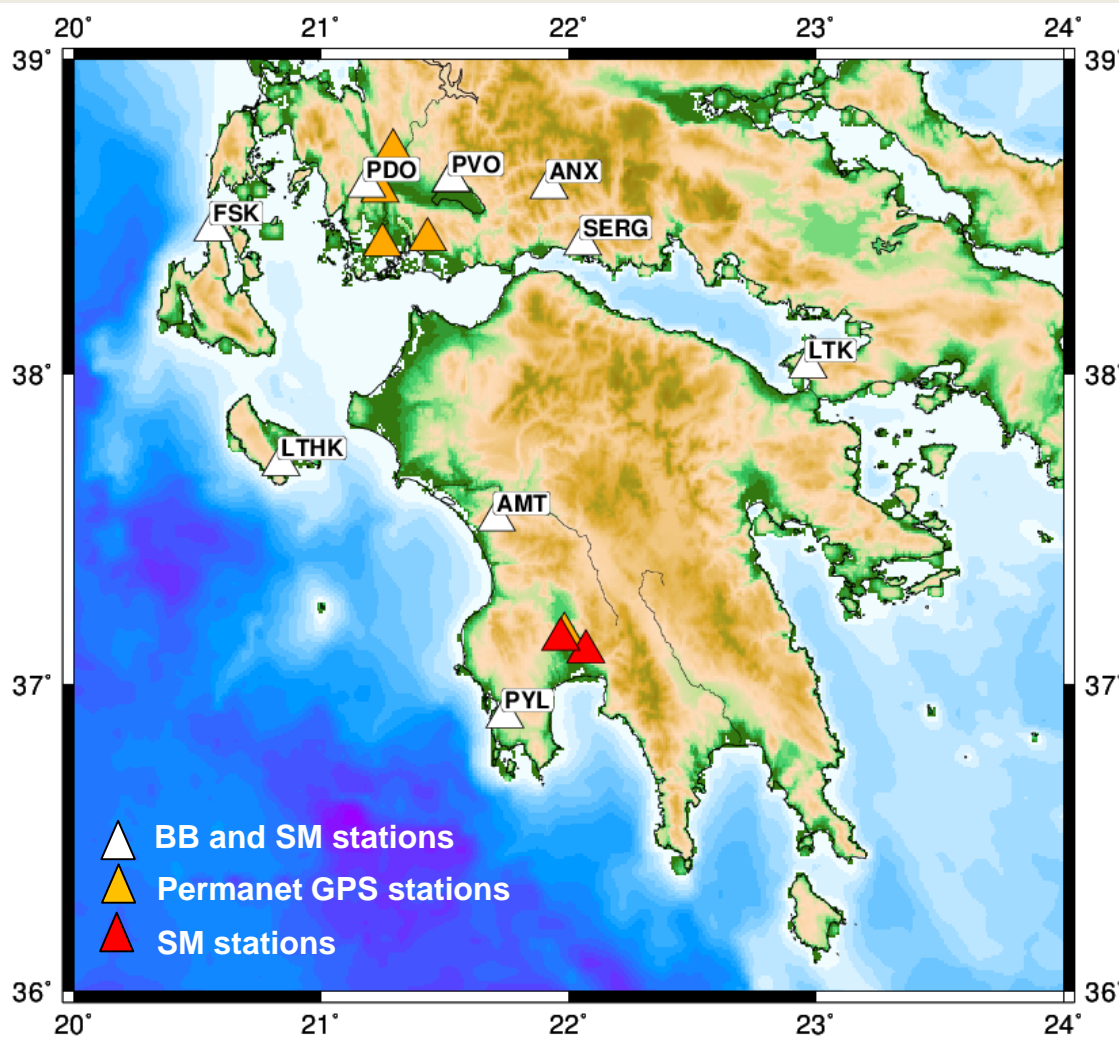 20° 21° 22° 23° 24°
39° 39°
PDO PVO ANX
FSK SERG
38° LTK 38°
LTHK
AMT
37° 37°
PYL
BB and SM stations
Permanet GPS stations
SM stations
36° 36°
20° 21° 22° 23° 24°